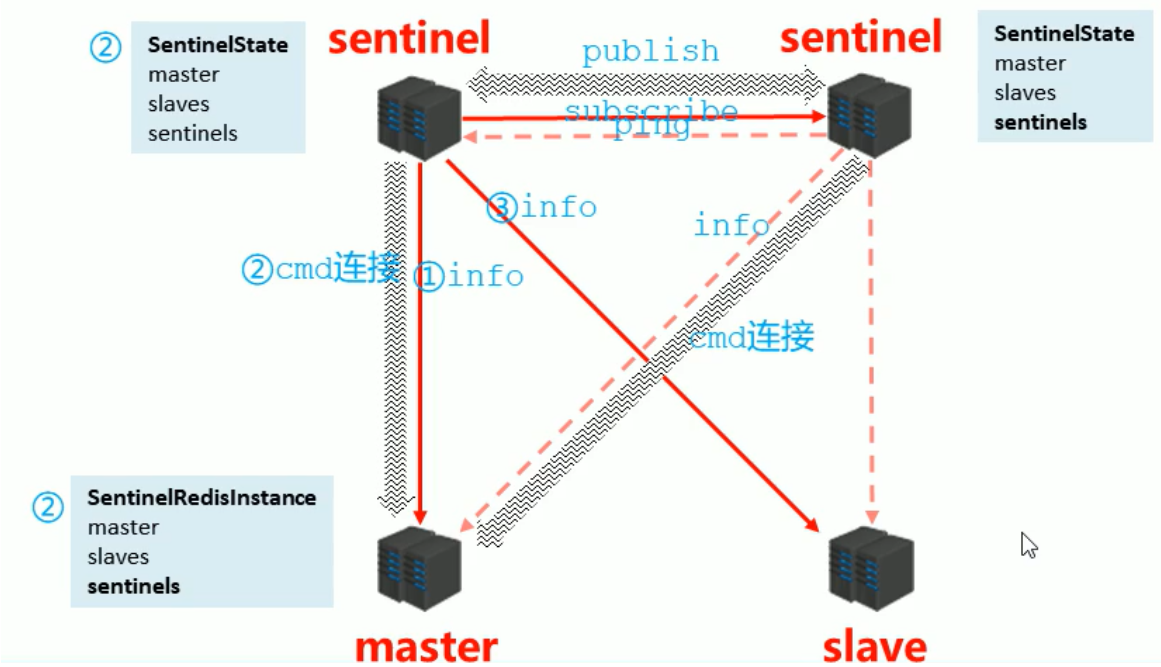 ②
SentinelState
master
slaves
sentinels
sentinel
publish
subscribe
ping
sentinel
SentinelState
master
slaves
sentinels
③info
info
②cmd连接
①info
cmd连接
②
SentinelRedisInstance
master
slaves
sentinels
master
slave